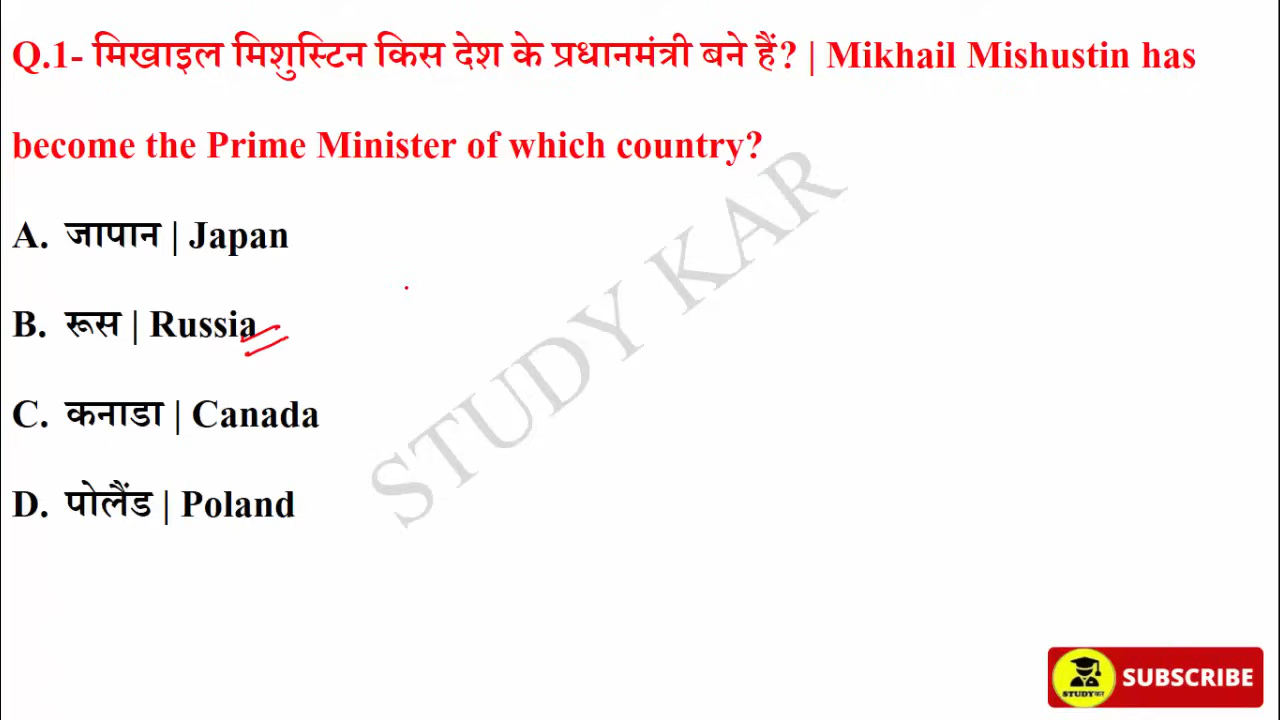 Q.1- मिखाइल मिशुस्टिन किस देश के प्रधानमंत्री बने हैं? | Mikhail Mishustin has
become the Prime Minister of which country?
A. जापान | Japan
B. रूस | Russia
C. कनाडा | Canada
D. पोलैंड | Poland
STUDY KAR
SUBSCRIBE